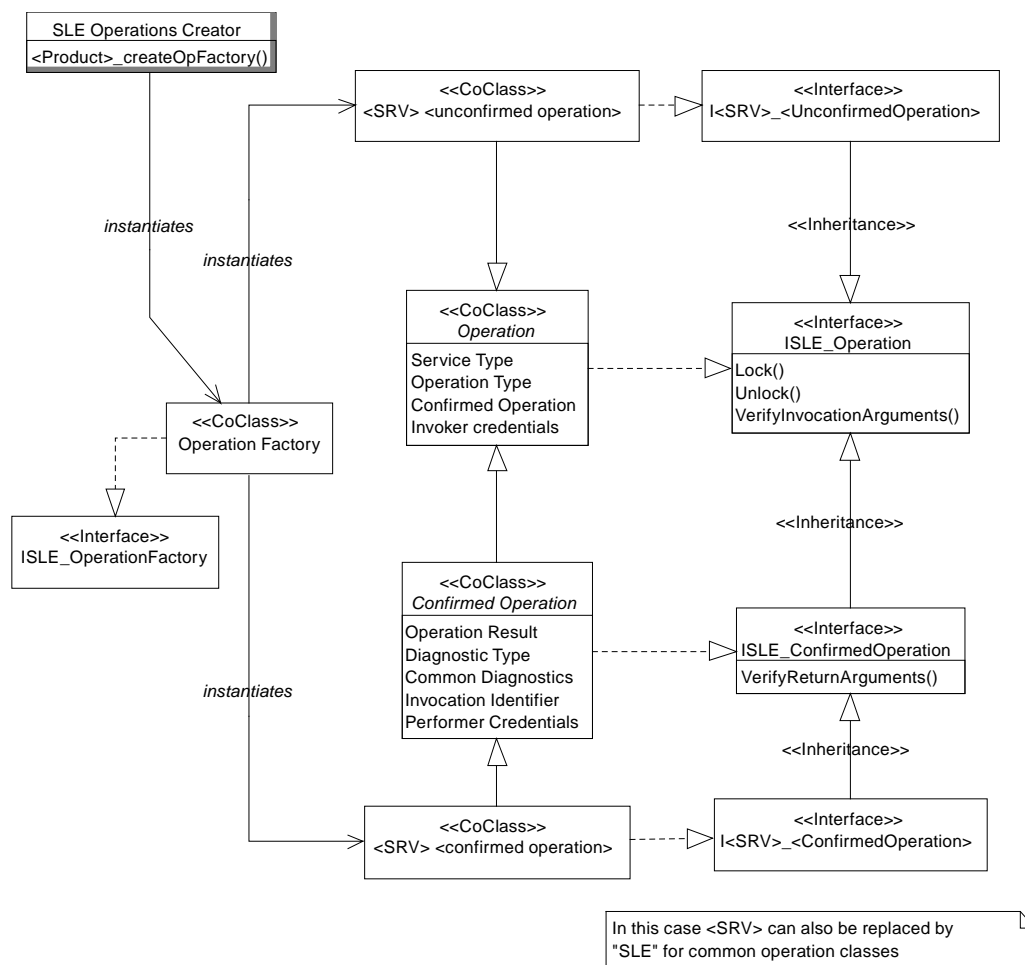 SLE Operations Creator
<Product>_createOpFactory()
<<CoClass>>
<SRV> <unconfirmed operation>
<<Interface>>
I<SRV>_<UnconfirmedOperation>
instantiates
instantiates
<<Inheritance>>
<<CoClass>>
Operation
Service Type
Operation Type
Confirmed Operation
Invoker credentials
<<Interface>>
ISLE_Operation
Lock()
Unlock()
VerifyInvocationArguments()
<<CoClass>>
Operation Factory
<<Interface>>
ISLE_OperationFactory
<<Inheritance>>
<<CoClass>>
Confirmed Operation
Operation Result
Diagnostic Type
Common Diagnostics
Invocation Identifier
Performer Credentials
<<Interface>>
ISLE_ConfirmedOperation
VerifyReturnArguments()
instantiates
<<Inheritance>>
<<CoClass>>
<SRV> <confirmed operation>
<<Interface>>
I<SRV>_<ConfirmedOperation>
In this case <SRV> can also be replaced by
"SLE" for common operation classes